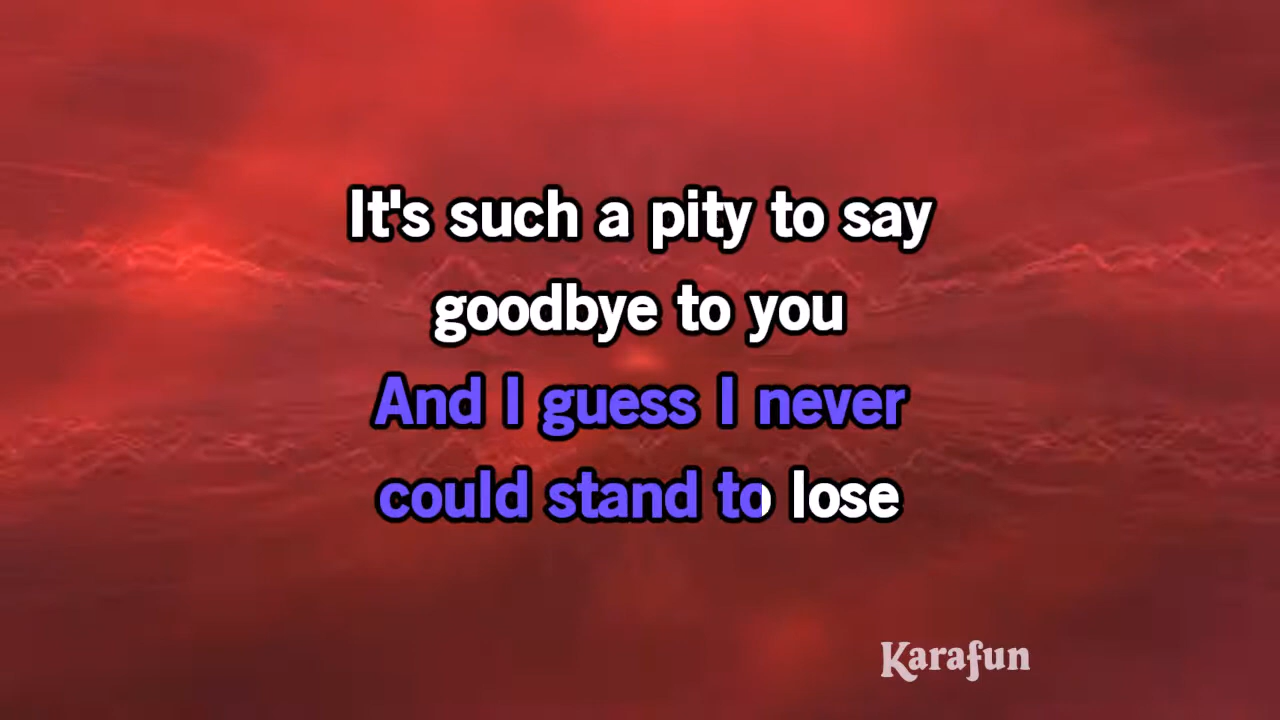 It's such a pity to say
goodbye to you
And I guess I never
could stand to lose
Karafun